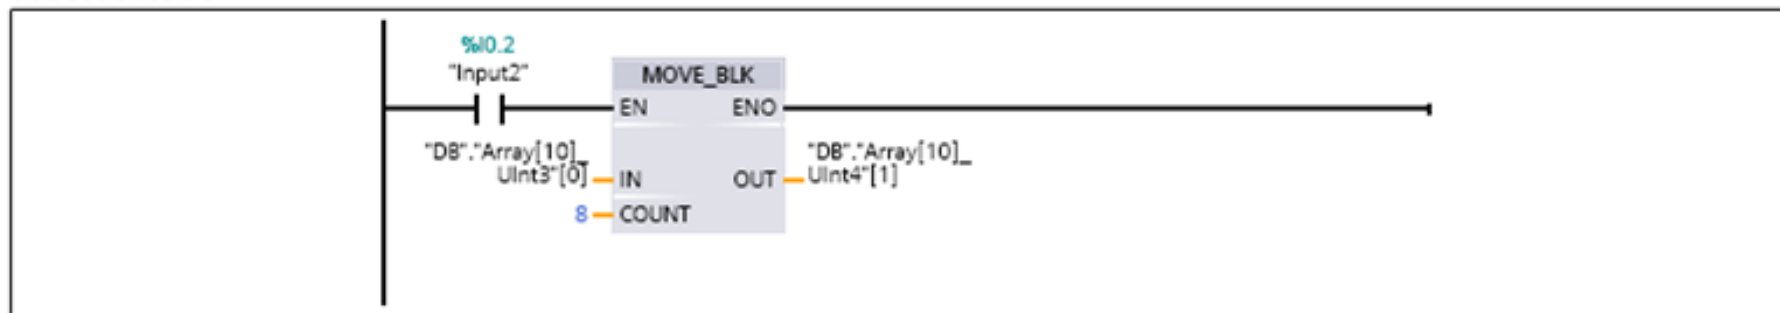 %I0.2
"Input2"
MOVE_BLK
EN ENO
"DB"."Array[10]_
UInt3"[0]
IN OUT
"DB"."Array[10]_
UInt4"[1]
8 COUNT